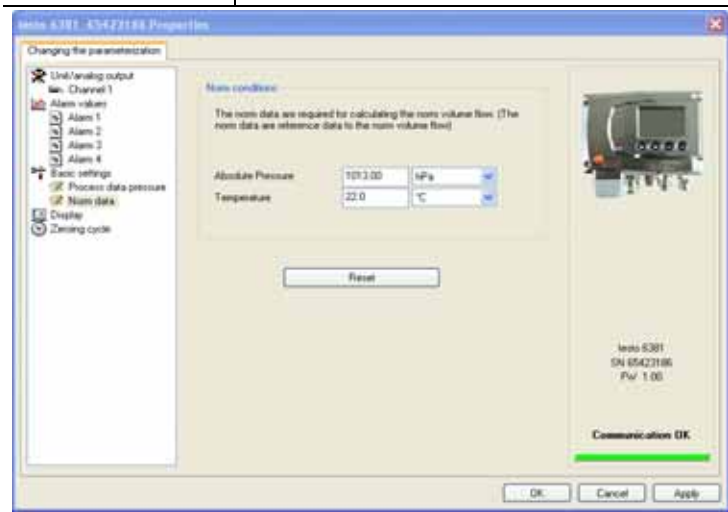 testo 6381 65423186 Properties
Changing the parameterization
Unit/analog output
Channel 1
Alarm values
Alarm 1
Alarm 2
Alarm 3
Alarm 4
Basic settings
Process data pressure
Norm data
Display
Zeroing cycle
Norm conditions
The norm data are required for calculating the norm volume flow. (The
norm data are reference data to the norm volume flow)
Absolute Pressure 1013.00 hPa
Temperature 22.0 °C
Reset
testo 6381
SN 65423186
FW 1.00
Communication OK
OK Cancel Apply